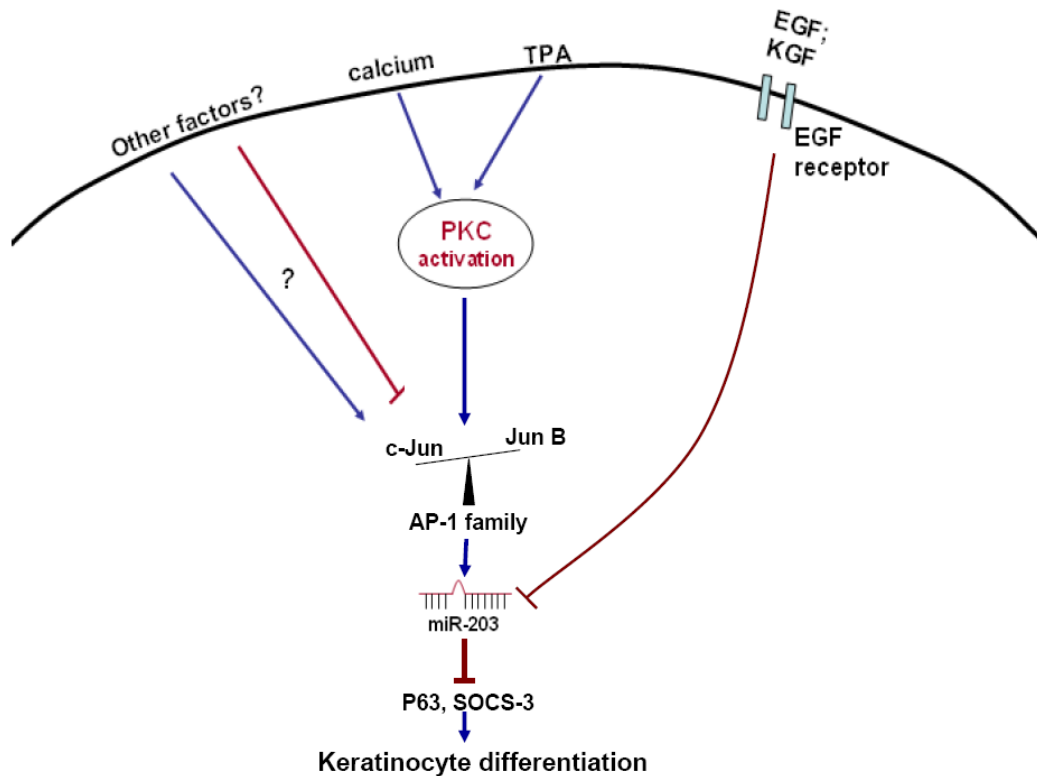 EGF;
KGF
TPA
calcium
Other factors?
EGF
receptor
PKC
activation
?
Jun B
c-Jun
AP-1 family
miR-203
P63, SOCS-3
Keratinocyte differentiation